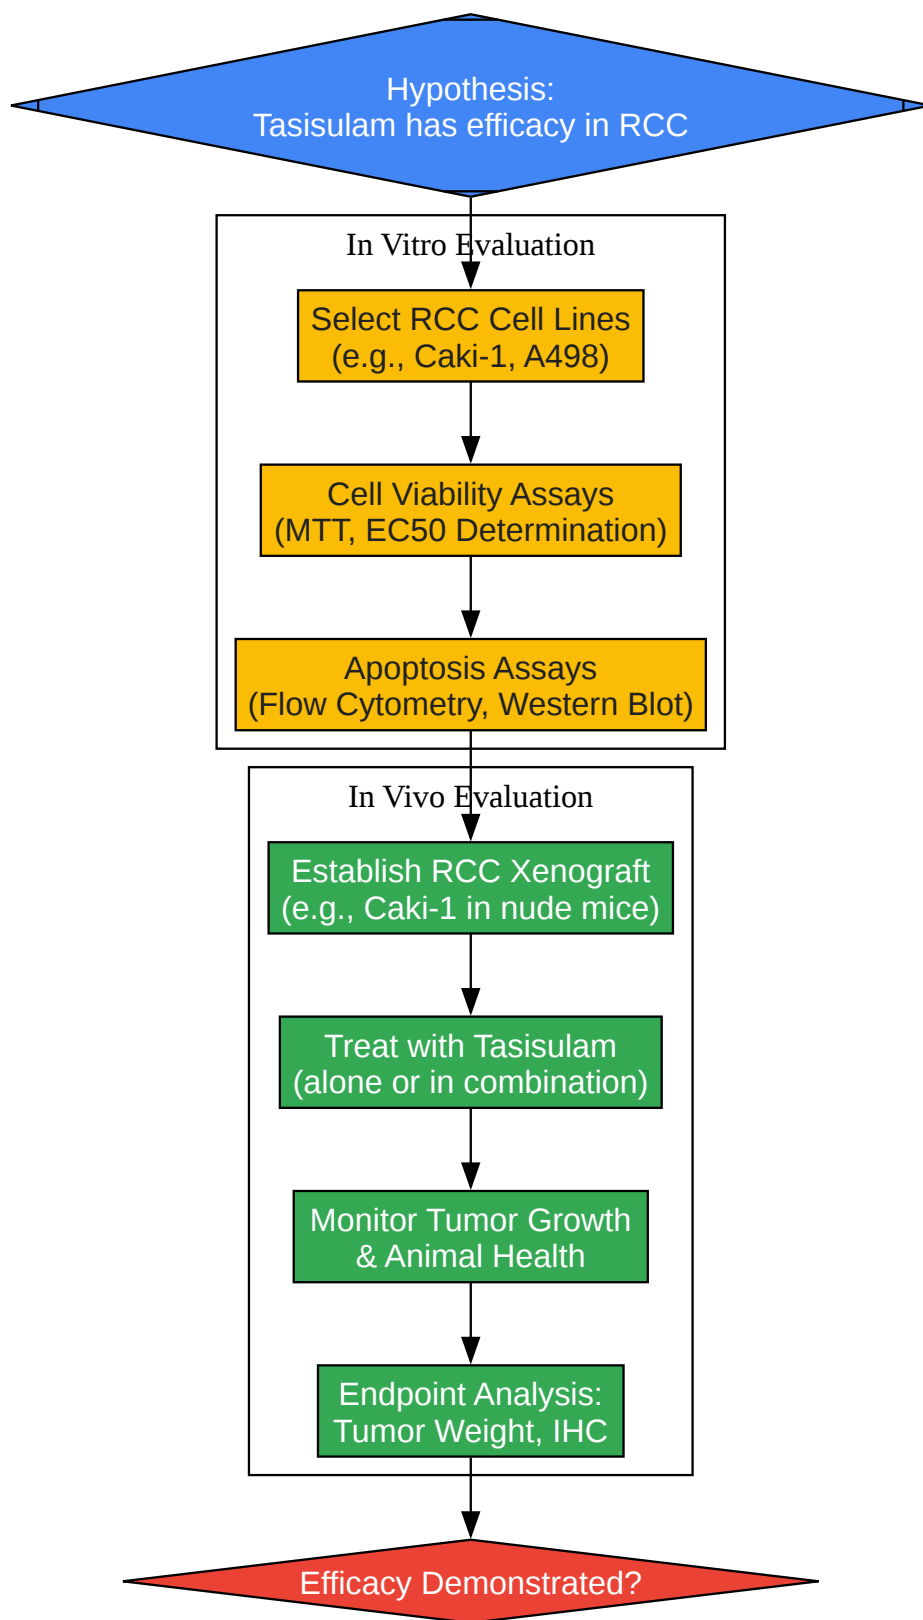 Hypothesis:
Tasisulam has efficacy in RCC
In Vitro Evaluation
Select RCC Cell Lines
(e.g., Caki-1, A498)
Cell Viability Assays
(MTT, EC50 Determination)
Apoptosis Assays
(Flow Cytometry, Western Blot)
In Vivo Evaluation
Establish RCC Xenograft
(e.g., Caki-1 in nude mice)
Treat with Tasisulam
(alone or in combination)
Monitor Tumor Growth
& Animal Health
Endpoint Analysis:
Tumor Weight, IHC
Efficacy Demonstrated?